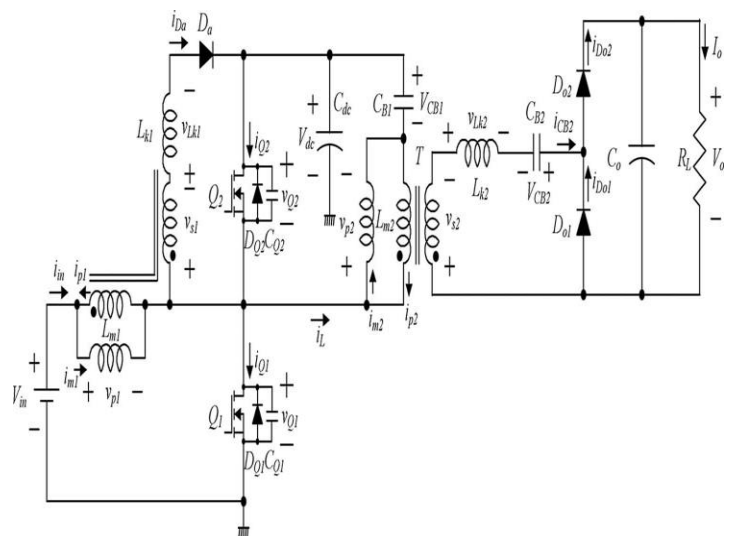 i_Da D_a
i_Do2 I_o
C_dc + + D_o2
L_k1 v_Lk1 − + C_B1 V_CB1 − v_Lk2 C_B2 i_CB2 +
i_Q2 V_dc T + − C_o R_L V_o
+ + − − i_Do1
Q_2 v_Q2 − − L_k2 − V_CB2 +
v_s1 v_p2 L_m2 v_s2 D_o1 −
D_Q2 C_Q2
i_in i_p1 + + +
i_m2 i_p2
L_m1 i_L
+ i_m1 i_Q1
V_in + v_p1 − +
− Q_1 v_Q1
−
D_Q1 C_Q1